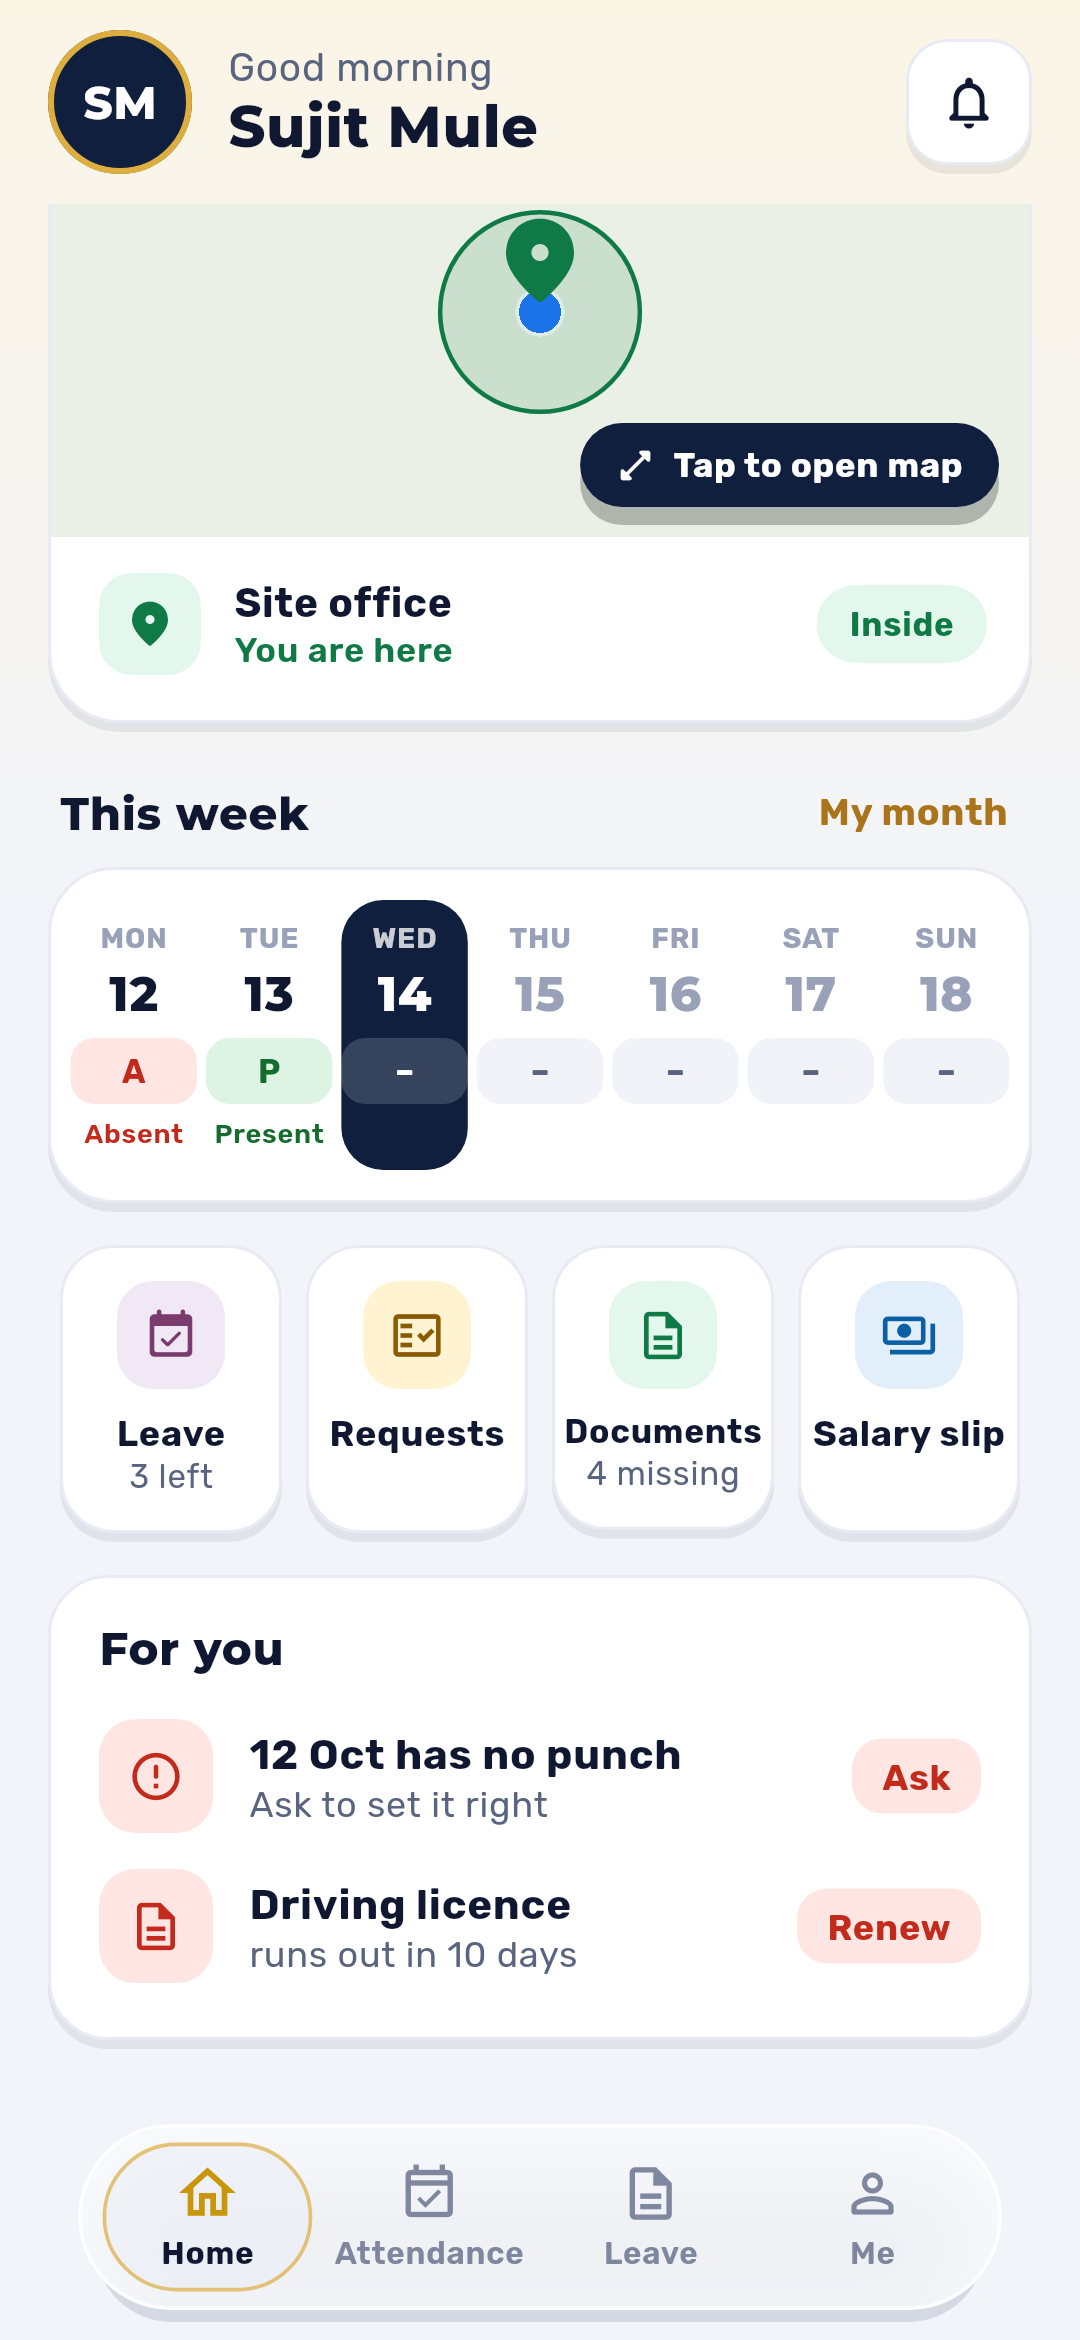 SM
Good morning
Sujit Mule
Tap to open map
Site office
You are here
Inside
This week
My month
MON TUE WED THU FRI SAT SUN
12 13 14 15 16 17 18
A P - - - - -
Absent Present
Leave
3 left
Requests
Documents
4 missing
Salary slip
For you
12 Oct has no punch
Ask to set it right
Ask
Driving licence
runs out in 10 days
Renew
Home Attendance Leave Me